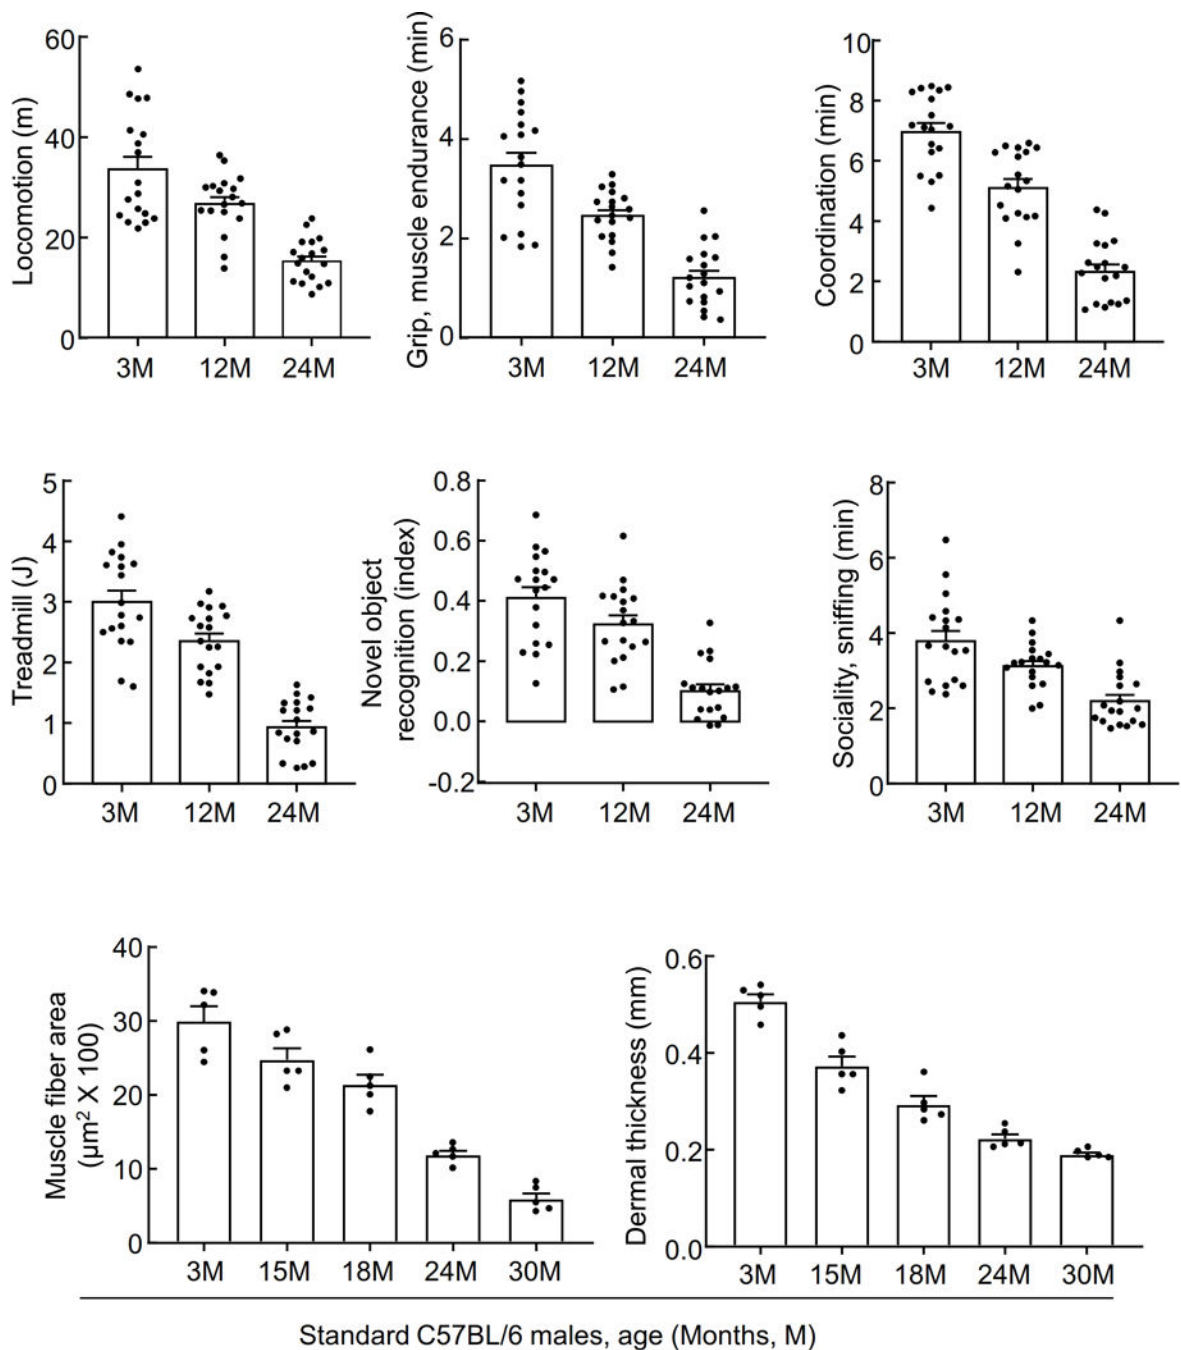 Locomotion (m)
60
40
20
0
3M 12M 24M
Grip, muscle endurance (min)
6
4
2
0
3M 12M 24M
Coordination (min)
10
8
6
4
2
0
3M 12M 24M
Treadmill (J)
5
4
3
2
1
0
3M 12M 24M
Novel object
recognition (index)
0.8
0.6
0.4
0.2
0.0
-0.2
3M 12M 24M
Sociality, sniffing (min)
8
6
4
2
0
3M 12M 24M
Muscle fiber area
(µm² X 100)
40
30
20
10
0
3M 15M 18M 24M 30M
Dermal thickness (mm)
0.6
0.4
0.2
0.0
3M 15M 18M 24M 30M
Standard C57BL/6 males, age (Months, M)